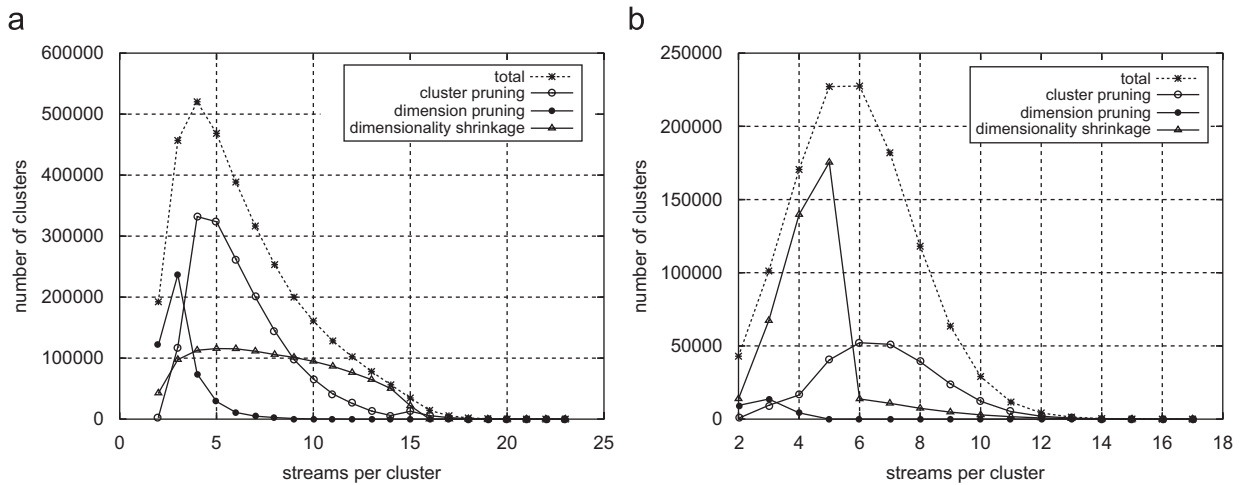 a
600000
500000
400000
300000
200000
100000
0
number of clusters
total
cluster pruning
dimension pruning
dimensionality shrinkage
0 5 10 15 20 25
streams per cluster
b
250000
200000
150000
100000
50000
0
number of clusters
total
cluster pruning
dimension pruning
dimensionality shrinkage
2 4 6 8 10 12 14 16 18
streams per cluster